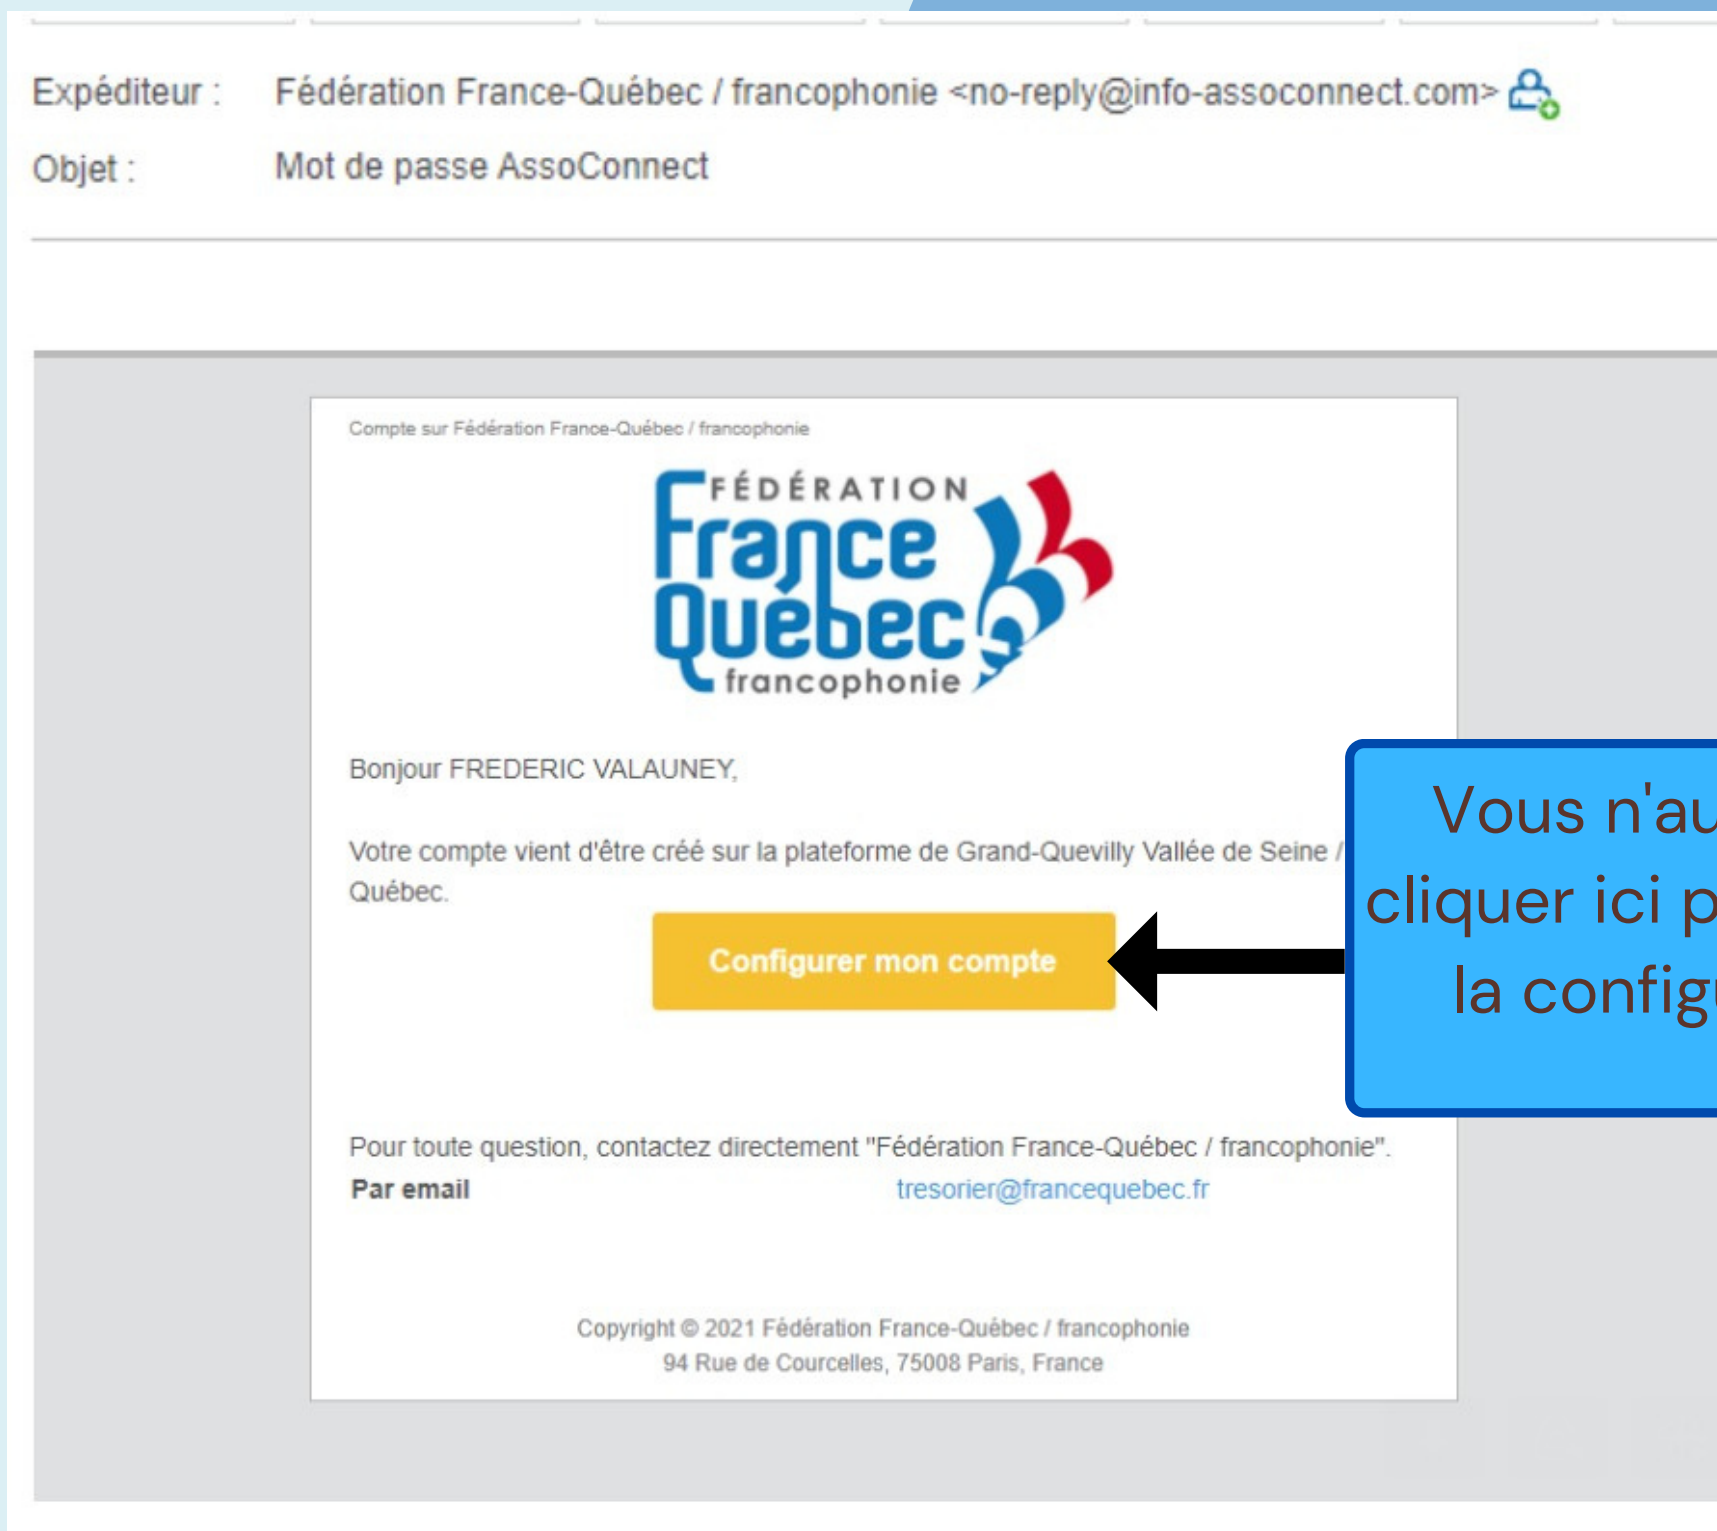 Expéditeur : Fédération France-Québec / francophonie <no-reply@info-assoconnect.com>
Objet : Mot de passe AssoConnect
Compte sur Fédération France-Québec / francophonie
FÉDÉRATION
France
Québec
francophonie
Bonjour FREDERIC VALAUNEY,
Votre compte vient d'être créé sur la plateforme de Grand-Quevilly Vallée de Seine /
Québec.
Configurer mon compte
Vous n'au
cliquer ici p
la config
Pour toute question, contactez directement "Fédération France-Québec / francophonie".
Par email tresorier@francequebec.fr
Copyright © 2021 Fédération France-Québec / francophonie
94 Rue de Courcelles, 75008 Paris, France